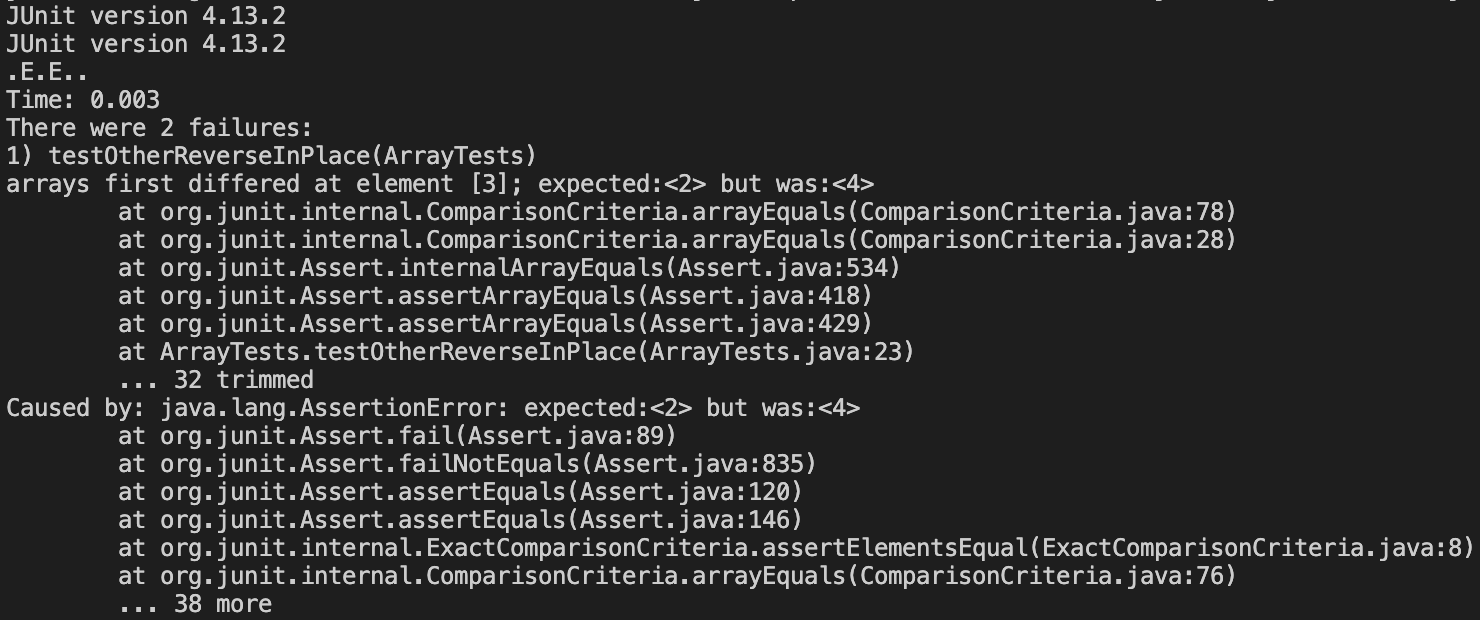 JUnit version 4.13.2
JUnit version 4.13.2
.E.E..
Time: 0.003
There were 2 failures:
1) testOtherReverseInPlace(ArrayTests)
arrays first differed at element [3]; expected:<2> but was:<4>
at org.junit.internal.ComparisonCriteria.arrayEquals(ComparisonCriteria.java:78)
at org.junit.internal.ComparisonCriteria.arrayEquals(ComparisonCriteria.java:28)
at org.junit.Assert.internalArrayEquals(Assert.java:534)
at org.junit.Assert.assertArrayEquals(Assert.java:418)
at org.junit.Assert.assertArrayEquals(Assert.java:429)
at ArrayTests.testOtherReverseInPlace(ArrayTests.java:23)
... 32 trimmed
Caused by: java.lang.AssertionError: expected:<2> but was:<4>
at org.junit.Assert.fail(Assert.java:89)
at org.junit.Assert.failNotEquals(Assert.java:835)
at org.junit.Assert.assertEquals(Assert.java:120)
at org.junit.Assert.assertEquals(Assert.java:146)
at org.junit.internal.ExactComparisonCriteria.assertElementsEqual(ExactComparisonCriteria.java:8)
at org.junit.internal.ComparisonCriteria.arrayEquals(ComparisonCriteria.java:76)
... 38 more